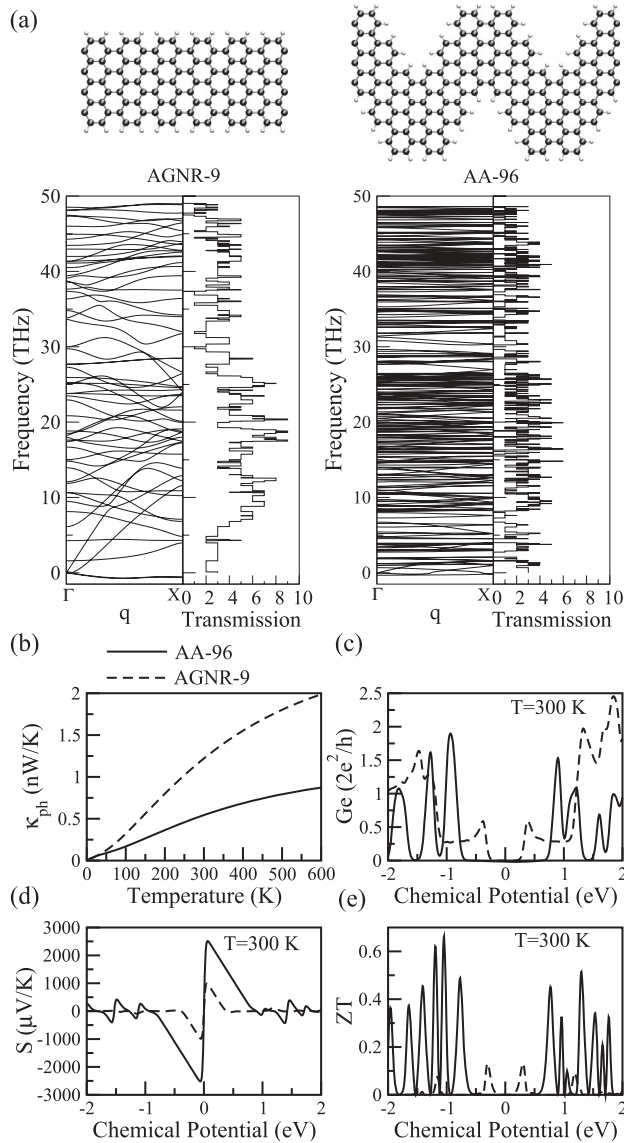 (a)
AGNR-9
AA-96
50
40
30
20
10
0
Frequency (THz)
Γ
q
X
0 2 4 6 8 10
Transmission
50
40
30
20
10
0
Frequency (THz)
Γ
q
X
0 2 4 6 8 10
Transmission
(b)
AA-96
AGNR-9
2
1.5
1
0.5
0
κph (nW/K)
0 100 200 300 400 500 600
Temperature (K)
(c)
T=300 K
2.5
2
1.5
1
0.5
0
Ge (2e²/h)
-2 -1 0 1 2
Chemical Potential (eV)
(d)
T=300 K
3000
2000
1000
0
-1000
-2000
-3000
S (μV/K)
-2 -1 0 1 2
Chemical Potential (eV)
(e)
T=300 K
0.6
0.4
0.2
0
ZT
-2 -1 0 1 2
Chemical Potential (eV)